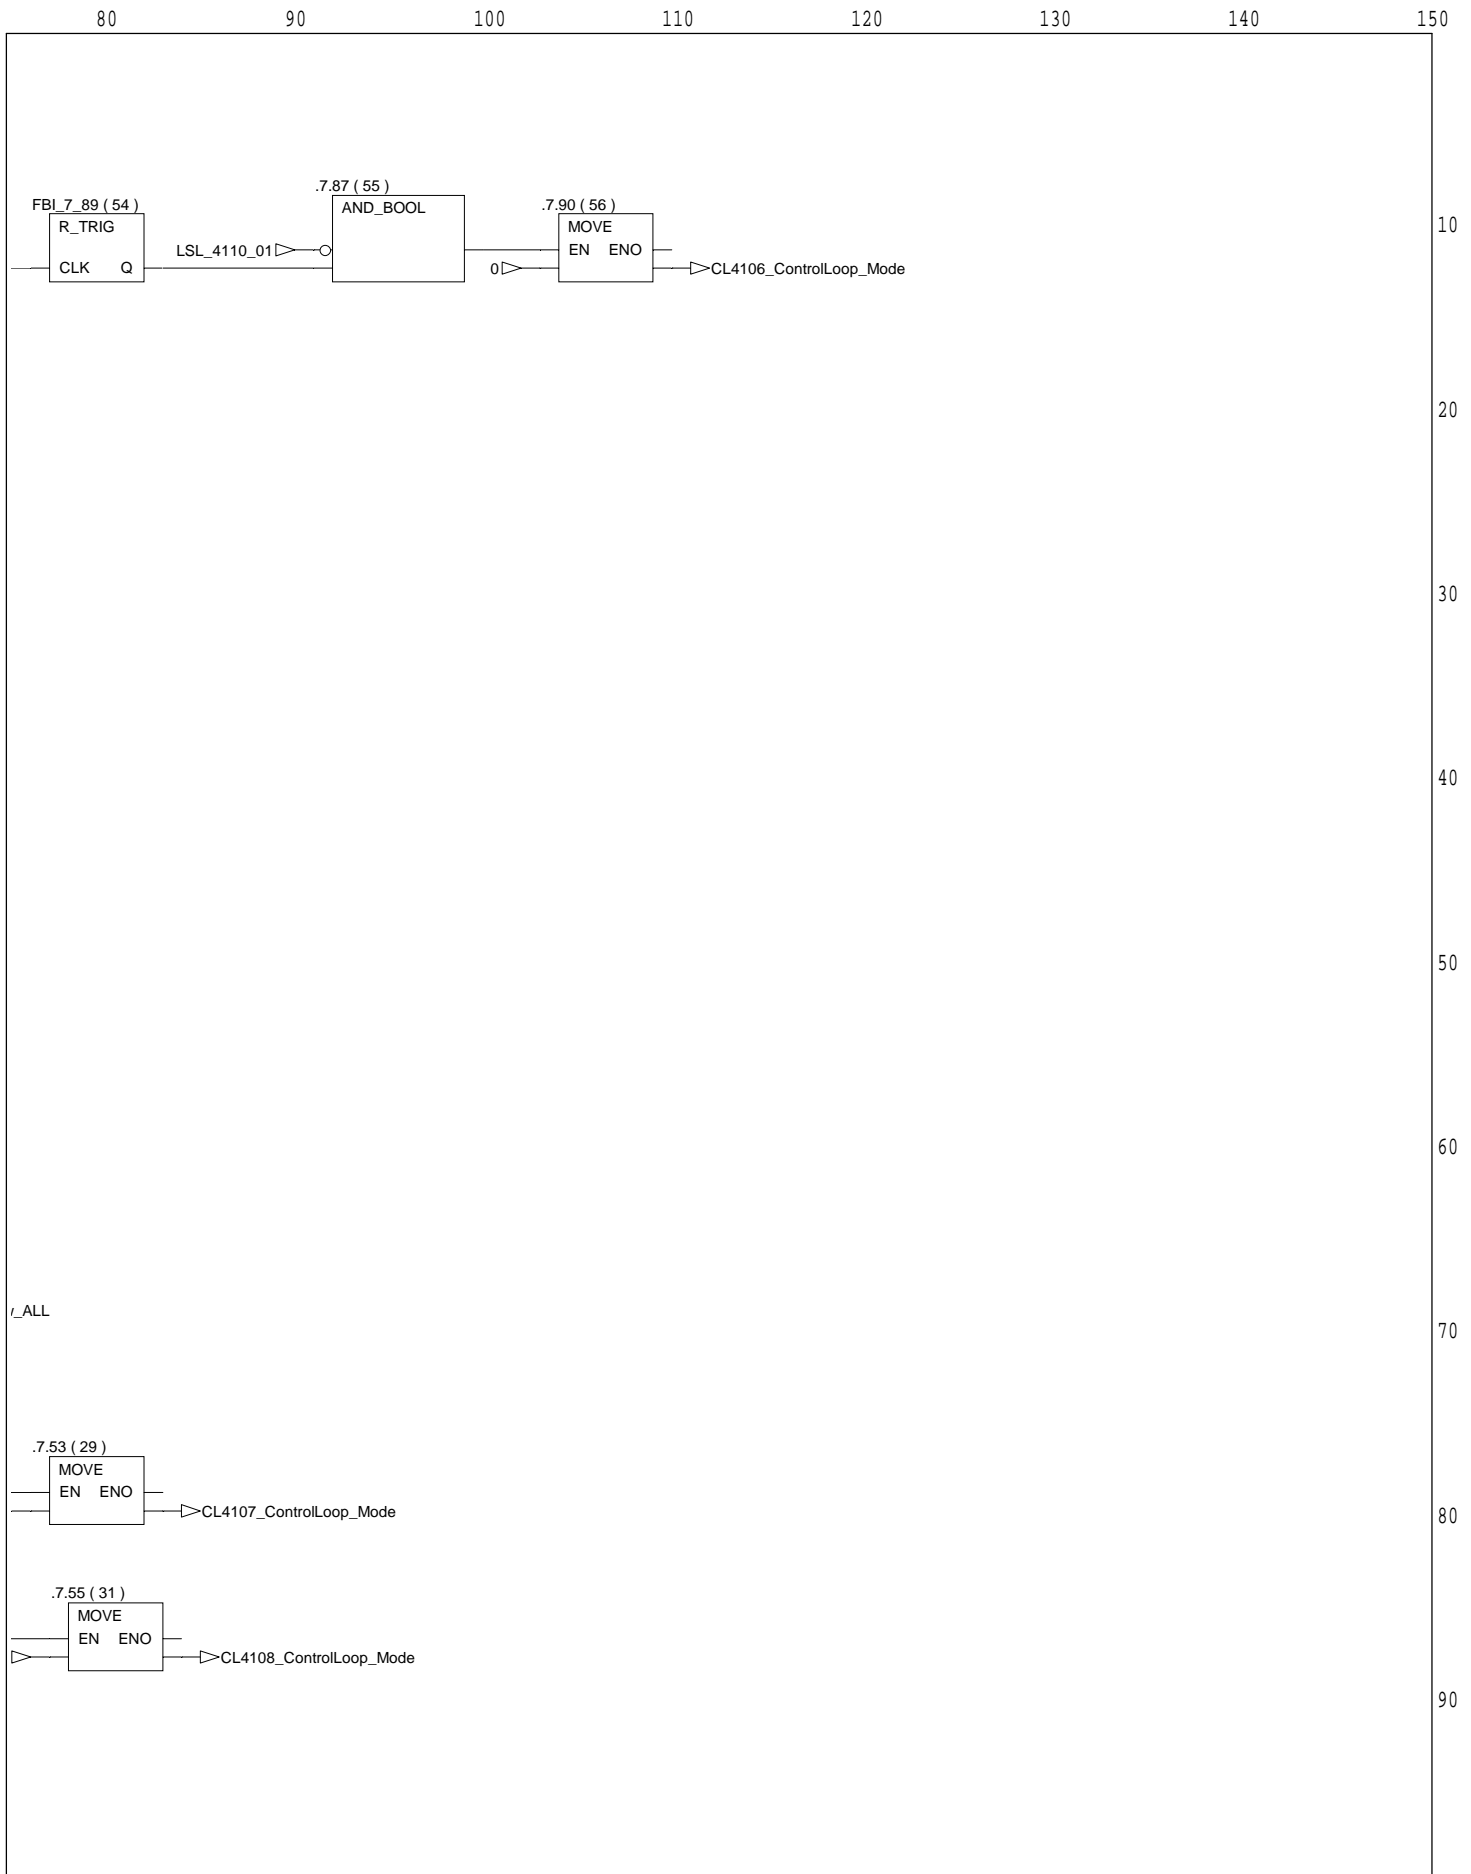 80 90 100 110 120 130 140 150
.7.87 ( 55 )
FBI_7_89 ( 54 ) AND_BOOL .7.90 ( 56 )
R_TRIG MOVE 10
LSL_4110_01 EN ENO
CLK Q 0 CL4106_ControlLoop_Mode
20
30
40
50
60
_ALL
70
.7.53 ( 29 )
MOVE
EN ENO
CL4107_ControlLoop_Mode 80
.7.55 ( 31 )
MOVE
EN ENO
CL4108_ControlLoop_Mode
90